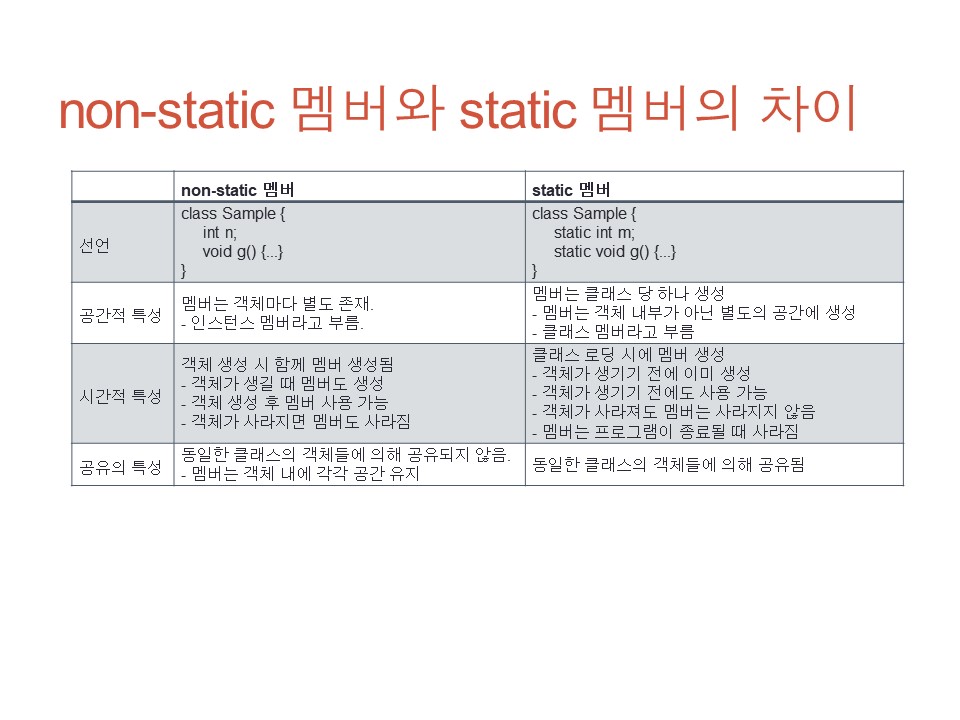 non-static 멤버와 static 멤버의 차이
non-static 멤버
static 멤버
선언
class Sample {
int n;
void g() {...}
}
class Sample {
static int m;
static void g() {...}
}
공간적 특성
멤버는 객체마다 별도 존재.
- 인스턴스 멤버라고 부름.
멤버는 클래스 당 하나 생성
- 멤버는 객체 내부가 아닌 별도의 공간에 생성
- 클래스 멤버라고 부름
시간적 특성
객체 생성 시 함께 멤버 생성됨
- 객체가 생길 때 멤버도 생성
- 객체 생성 후 멤버 사용 가능
- 객체가 사라지면 멤버도 사라짐
클래스 로딩 시에 멤버 생성
- 객체가 생기기 전에 이미 생성
- 객체가 생기기 전에도 사용 가능
- 객체가 사라져도 멤버는 사라지지 않음
- 멤버는 프로그램이 종료될 때 사라짐
공유의 특성
동일한 클래스의 객체들에 의해 공유되지 않음.
- 멤버는 객체 내에 각각 공간 유지
동일한 클래스의 객체들에 의해 공유됨